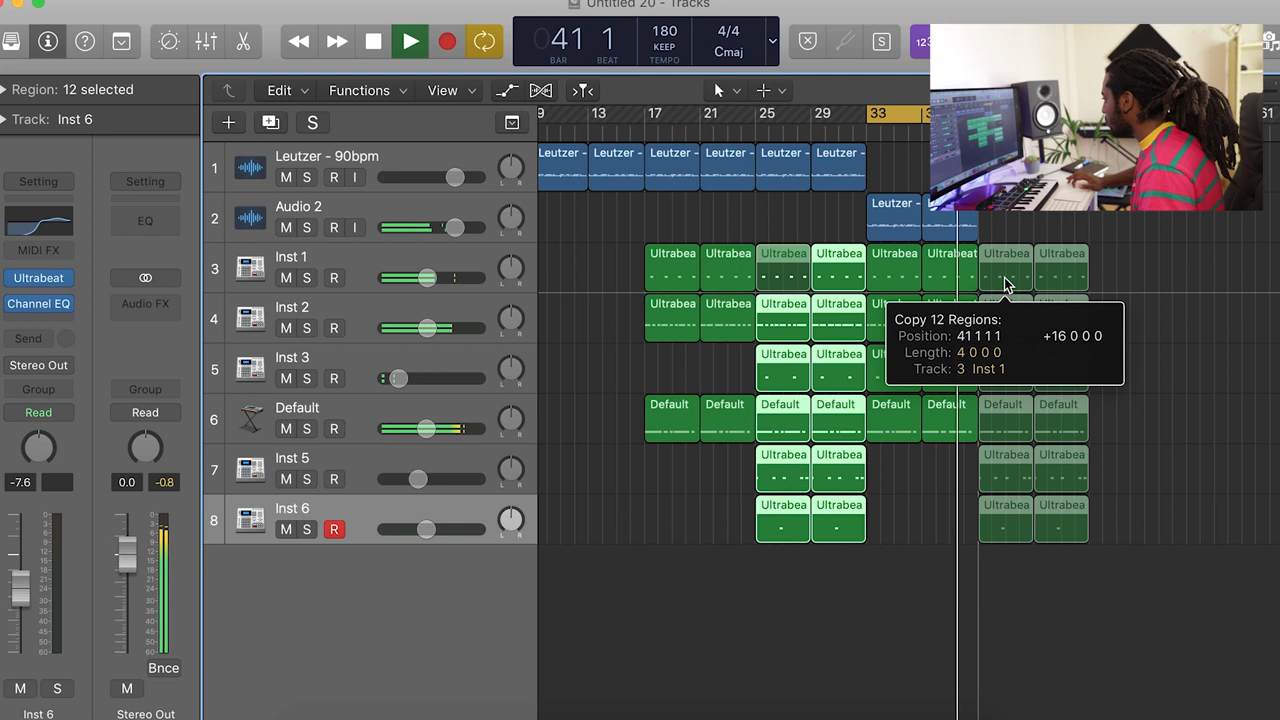 Untitled 20 - Tracks
41 1
BAR BEAT
180
KEEP
TEMPO
4/4
Cmaj
S
123
Region: 12 selected
Track: Inst 6
Edit Functions View
S
9 13 17 25 29 33 51
Setting Setting
EQ
MIDI FX
Ultrabeat
Channel EQ Audio FX
Send
Stereo Out
Group Group
Read Read
-7.6 0.0 -0.8
Bnce
M S M
Inst 6 Stereo Out
1 Leutzer - 90bpm
M S R I
Leutzer - Leutzer - Leutzer - Leutzer - Leutzer - Leutzer -
2 Audio 2
M S R I
Leutzer -
3 Inst 1
M S R
Ultrabea Ultrabea Ultrabea Ultrabea Ultrabea Ultrabeat Ultrabea Ultrabea
4 Inst 2
M S R
Ultrabea Ultrabea Ultrabea Ultrabea
5 Inst 3
M S R
Ultrabea Ultrabea
6 Default
M S R
Default Default Default Default Default Default Default Default
7 Inst 5
M S R
Ultrabea Ultrabea Ultrabea Ultrabea
8 Inst 6
M S R
Ultrabea Ultrabea Ultrabea Ultrabea
Copy 12 Regions:
Position: 41 1 1 1 +16 0 0 0
Length: 4 0 0 0
Track: 3 Inst 1